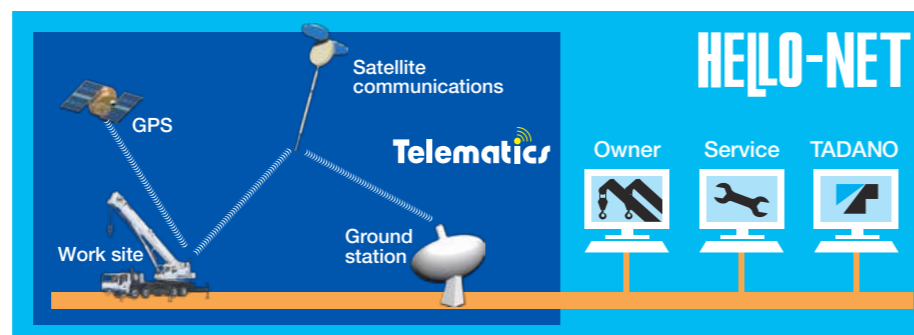 HELLO-NET
Satellite
communications
GPS
Telematics
Owner
Service
TADANO
Work site
Ground
station